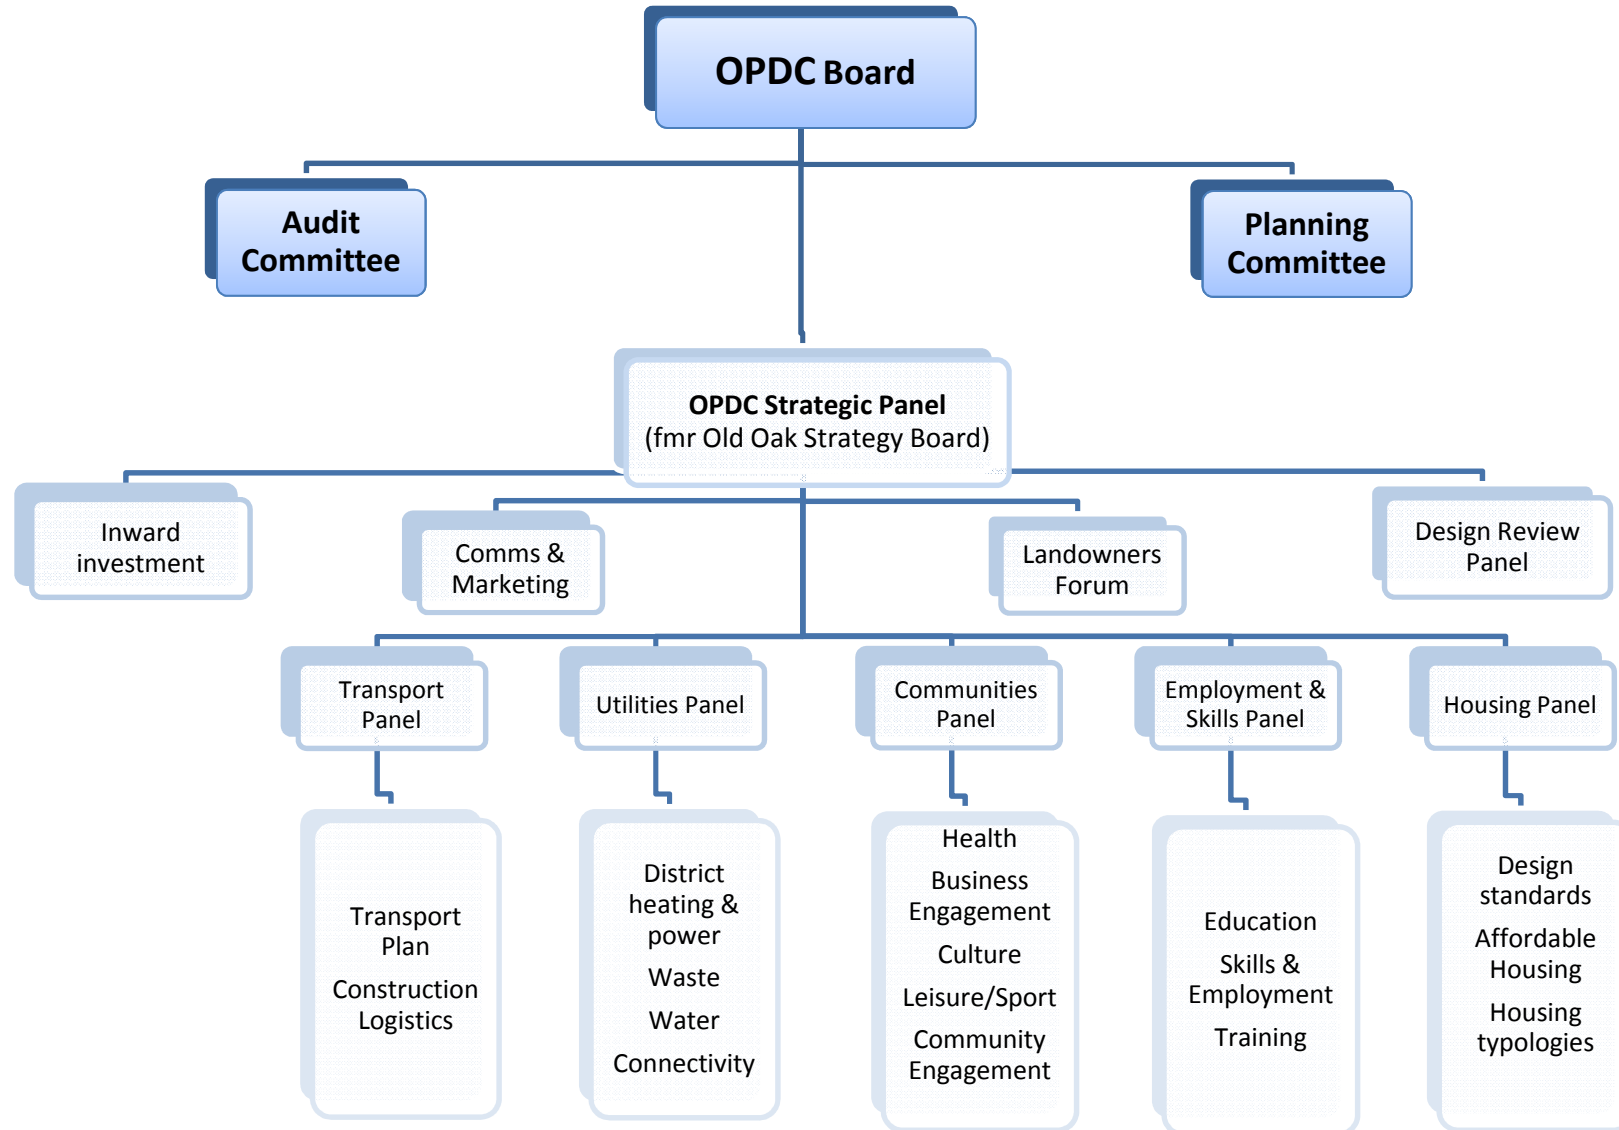 OPDC Board
Audit
Committee
Planning
Committee
OPDC Strategic Panel
(fmr Old Oak Strategy Board)
Inward
investment
Comms &
Marketing
Landowners
Forum
Design Review
Panel
Transport
Panel
Utilities Panel
Communities
Panel
Employment &
Skills Panel
Housing Panel
Transport
Plan
Construction
Logistics
District
heating &
power
Waste
Water
Connectivity
Health
Business
Engagement
Culture
Leisure/Sport
Community
Engagement
Education
Skills &
Employment
Training
Design
standards
Affordable
Housing
Housing
typologies